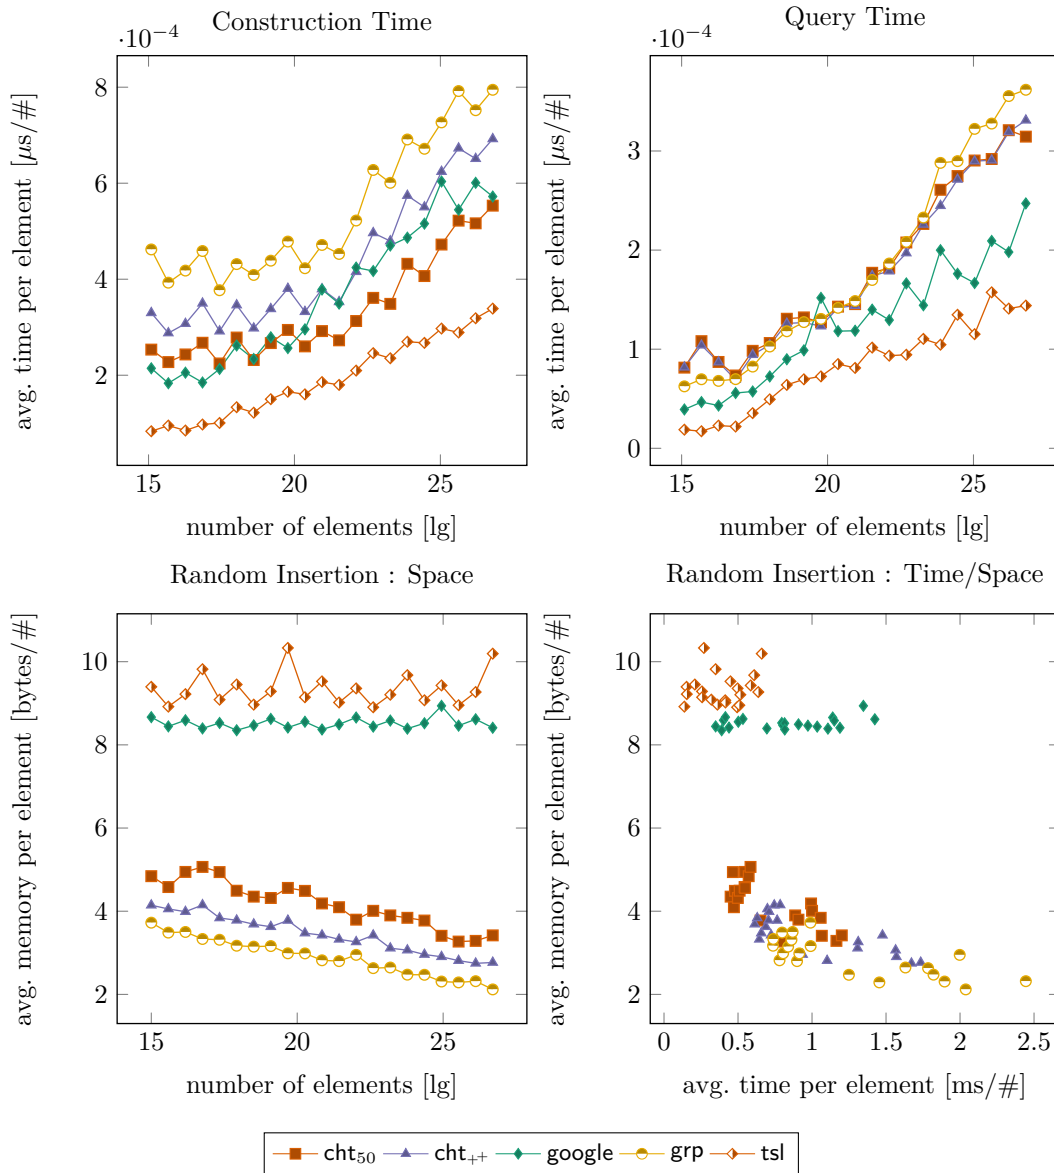 Construction Time
·10⁻⁴
8
6
4
2
15 20 25
avg. time per element [μs/#]
number of elements [lg]
Query Time
·10⁻⁴
3
2
1
0
15 20 25
avg. time per element [μs/#]
number of elements [lg]
Random Insertion : Space
10
8
6
4
2
15 20 25
avg. memory per element [bytes/#]
number of elements [lg]
Random Insertion : Time/Space
10
8
6
4
2
0 0.5 1 1.5 2 2.5
avg. memory per element [bytes/#]
avg. time per element [ms/#]
cht₅₀ cht₊₊ google grp tsl